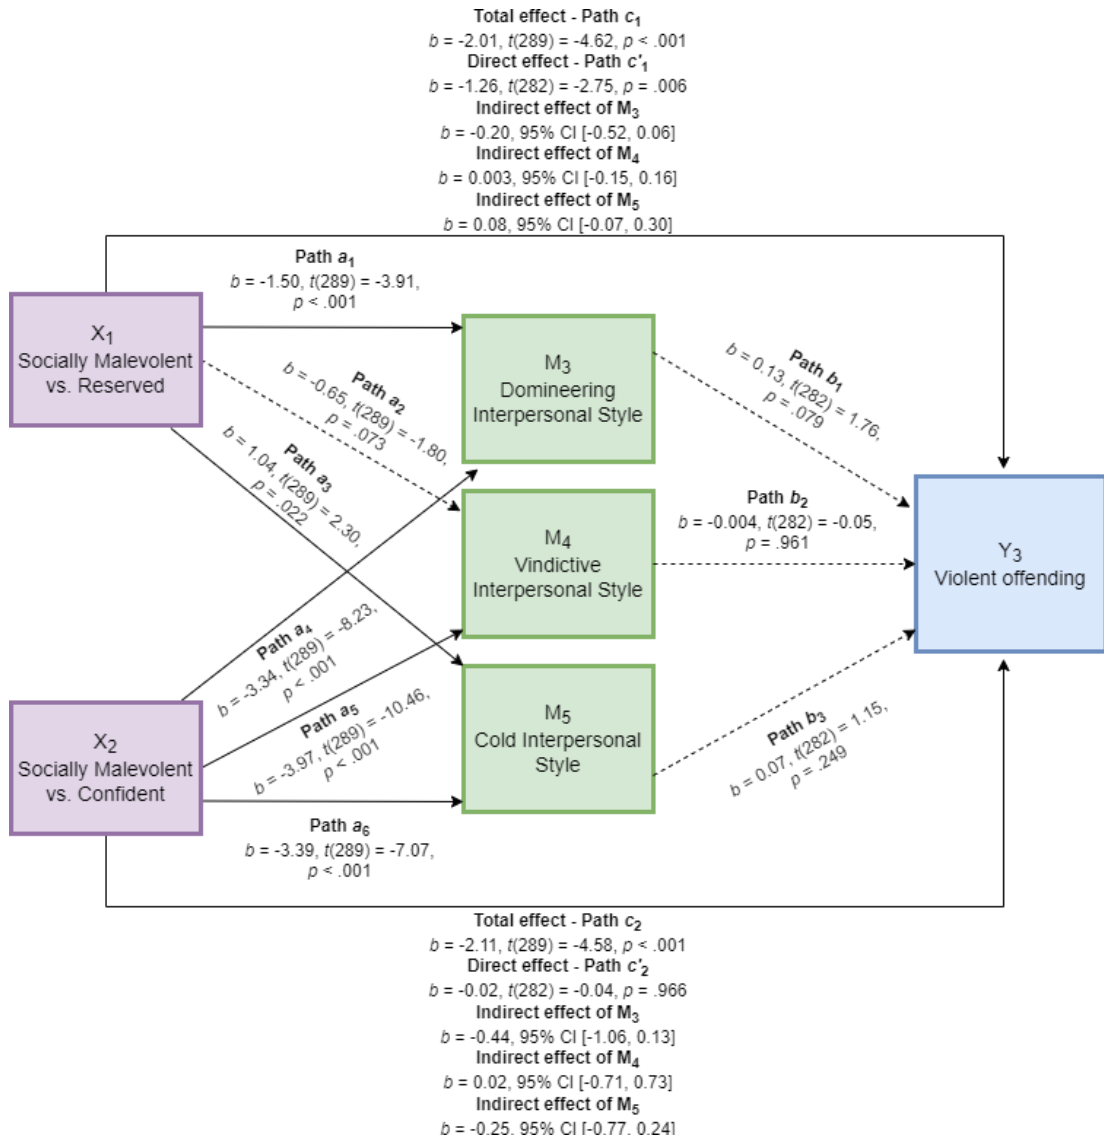 Total effect - Path c1
b = -2.01, t(289) = -4.62, p < .001
Direct effect - Path c'1
b = -1.26, t(282) = -2.75, p = .006
Indirect effect of M3
b = -0.20, 95% CI [-0.52, 0.06]
Indirect effect of M4
b = 0.003, 95% CI [-0.15, 0.16]
Indirect effect of M5
b = 0.08, 95% CI [-0.07, 0.30]
Path a1
b = -1.50, t(289) = -3.91,
p < .001
X1
Socially Malevolent
vs. Reserved
Path a2
b = -0.65, t(289) = -1.80,
p = .073
Path a3
b = 1.04, t(289) = 2.30,
p = .022
M3
Domineering
Interpersonal Style
Path b1
b = 0.13, t(282) = 1.76,
p = .079
M4
Vindictive
Interpersonal Style
Path b2
b = -0.004, t(282) = -0.05,
p = .961
Y3
Violent offending
Path a4
b = -3.34, t(289) = -8.23,
p < .001
Path a5
b = -3.97, t(289) = -10.46,
p < .001
X2
Socially Malevolent
vs. Confident
M5
Cold Interpersonal
Style
Path b3
b = 0.07, t(282) = 1.15,
p = .249
Path a6
b = -3.39, t(289) = -7.07,
p < .001
Total effect - Path c2
b = -2.11, t(289) = -4.58, p < .001
Direct effect - Path c'2
b = -0.02, t(282) = -0.04, p = .966
Indirect effect of M3
b = -0.44, 95% CI [-1.06, 0.13]
Indirect effect of M4
b = 0.02, 95% CI [-0.71, 0.73]
Indirect effect of M5
b = -0.25, 95% CI [-0.77, 0.24]